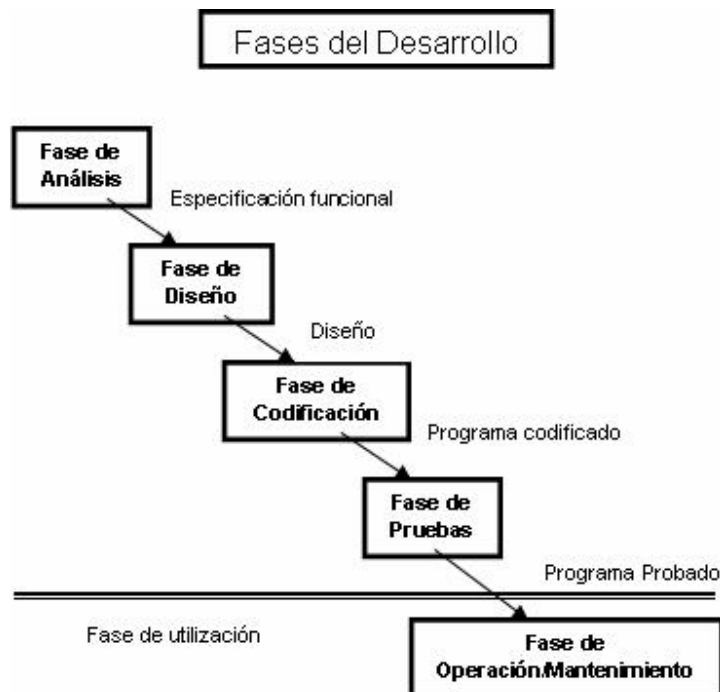 Fases del Desarrollo
Fase de
Análisis
Especificación funcional
Fase de
Diseño
Diseño
Fase de
Codificación
Programa codificado
Fase de
Pruebas
Programa Probado
Fase de utilización
Fase de
Operación/Mantenimiento